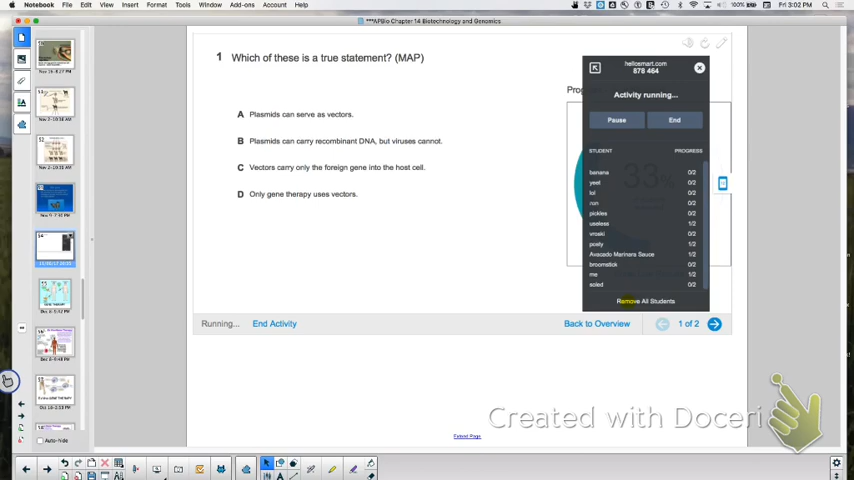 Notebook File Edit View Insert Format Tools Window Add-ons Account Help
100% Fri 3:02 PM
***APBio Chapter 14 Biotechnology and Genomics
1 Which of these is a true statement? (MAP)
A Plasmids can serve as vectors.
B Plasmids can carry recombinant DNA, but viruses cannot.
C Vectors carry only the foreign gene into the host cell.
D Only gene therapy uses vectors.
hellosmart.com
878 464
Activity running...
Pause End
STUDENT PROGRESS
banana 0/2
yeet 0/2
lol 0/2
ron 0/2
pickles 0/2
useless 1/2
vroski 0/2
posty 1/2
Avacado Marinara Sauce 1/2
broomstick 0/2
me 1/2
soled 0/2
Remove All Students
33%
Running... End Activity Back to Overview 1 of 2
Created with Doceri
Extend Page
Auto-hide